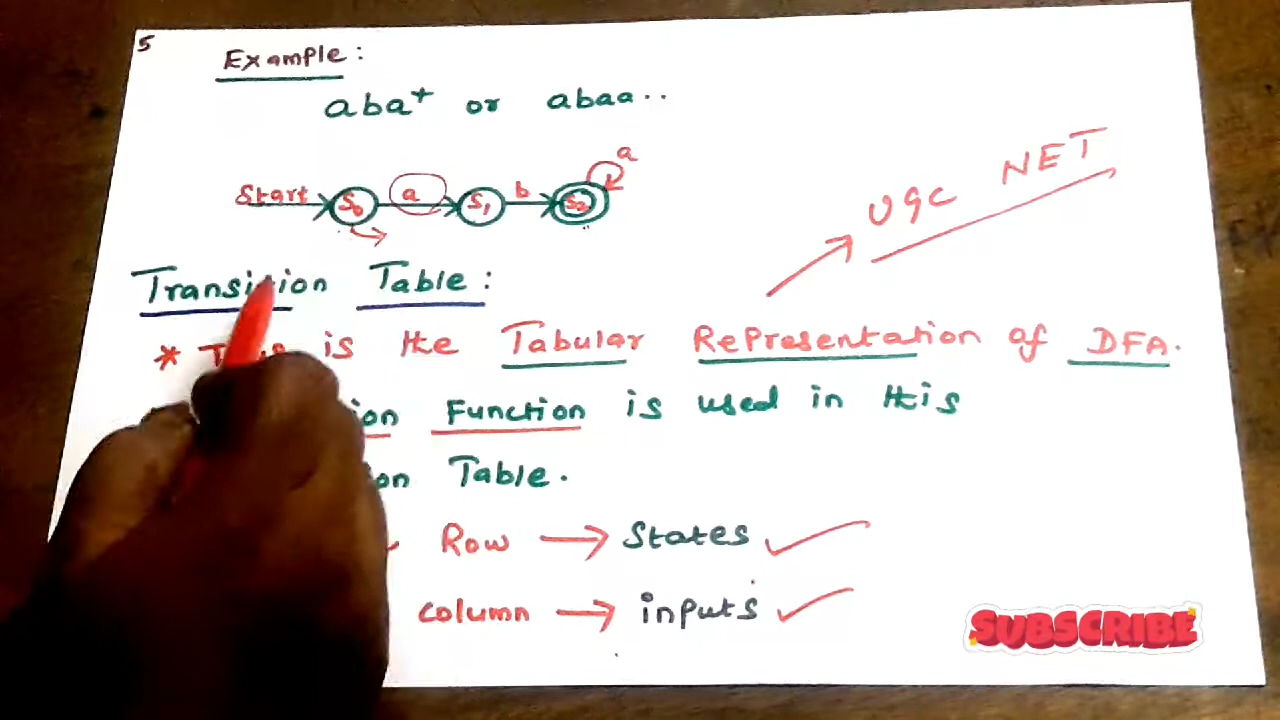 5
Example:
aba+ or abaa..
Start S0 a S1 b S2 a
UGC NET
Transition Table:
* is the Tabular Representation of DFA.
Function is used in this
Table.
Row → States ✓
column → inputs ✓
SUBSCRIBE